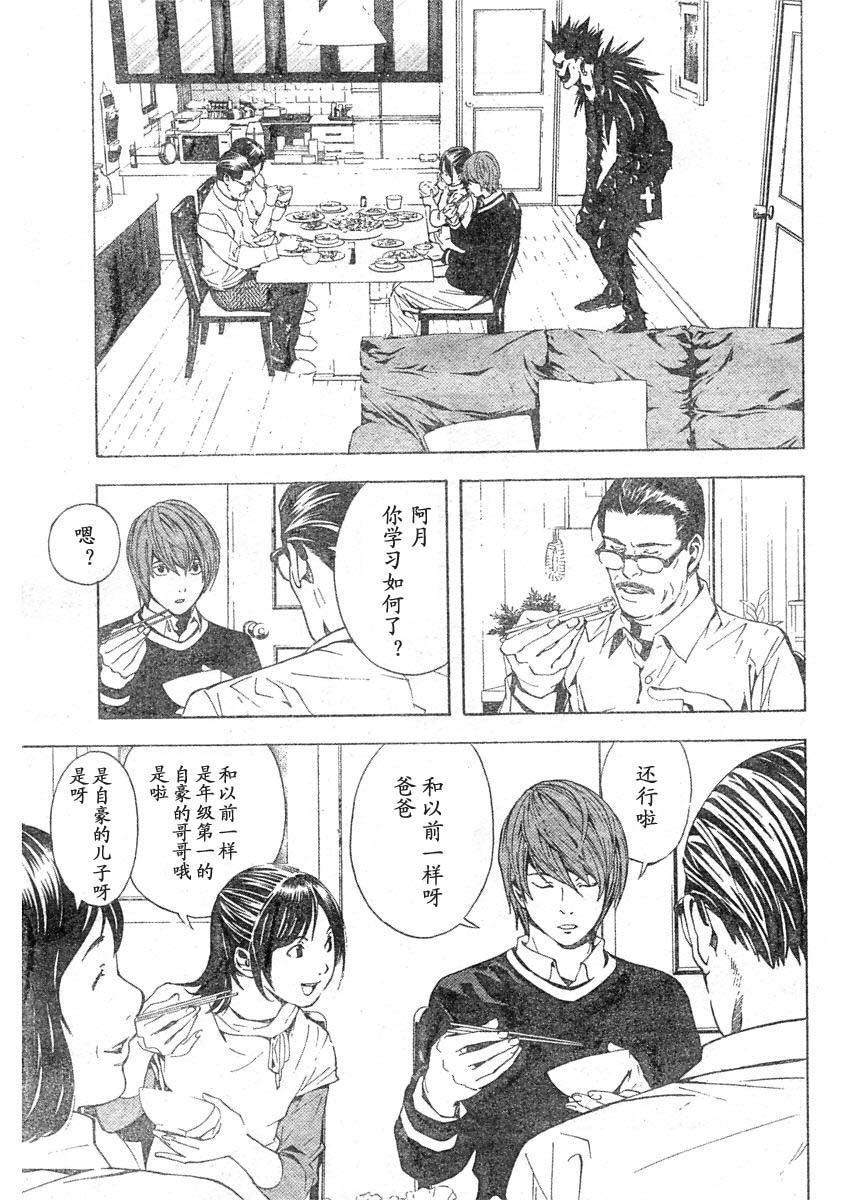 阿月
你学习如何了？
嗯？
还行啦
和以前一样呀
爸爸
和以前一样
是年级第一的
自豪的哥哥哦
是啦
是自豪的儿子呀
是呀